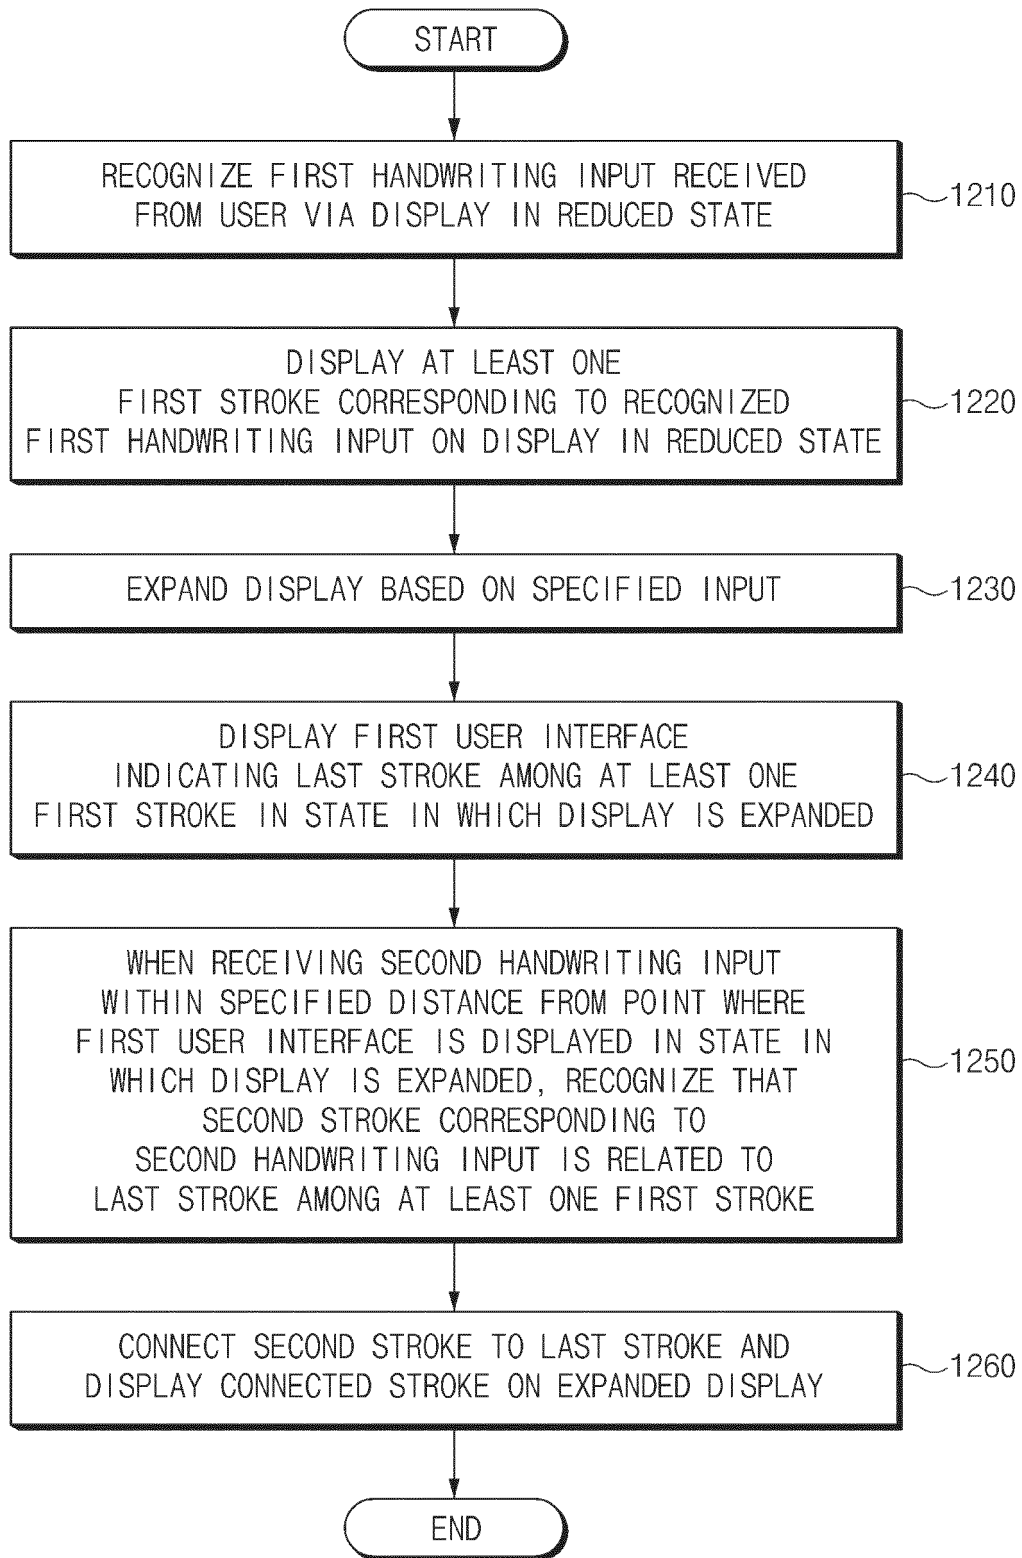 START
RECOGNIZE FIRST HANDWRITING INPUT RECEIVED
FROM USER VIA DISPLAY IN REDUCED STATE
1210
DISPLAY AT LEAST ONE
FIRST STROKE CORRESPONDING TO RECOGNIZED
FIRST HANDWRITING INPUT ON DISPLAY IN REDUCED STATE
1220
EXPAND DISPLAY BASED ON SPECIFIED INPUT
1230
DISPLAY FIRST USER INTERFACE
INDICATING LAST STROKE AMONG AT LEAST ONE
FIRST STROKE IN STATE IN WHICH DISPLAY IS EXPANDED
1240
WHEN RECEIVING SECOND HANDWRITING INPUT
WITHIN SPECIFIED DISTANCE FROM POINT WHERE
FIRST USER INTERFACE IS DISPLAYED IN STATE IN
WHICH DISPLAY IS EXPANDED, RECOGNIZE THAT
SECOND STROKE CORRESPONDING TO
SECOND HANDWRITING INPUT IS RELATED TO
LAST STROKE AMONG AT LEAST ONE FIRST STROKE
1250
CONNECT SECOND STROKE TO LAST STROKE AND
DISPLAY CONNECTED STROKE ON EXPANDED DISPLAY
1260
END